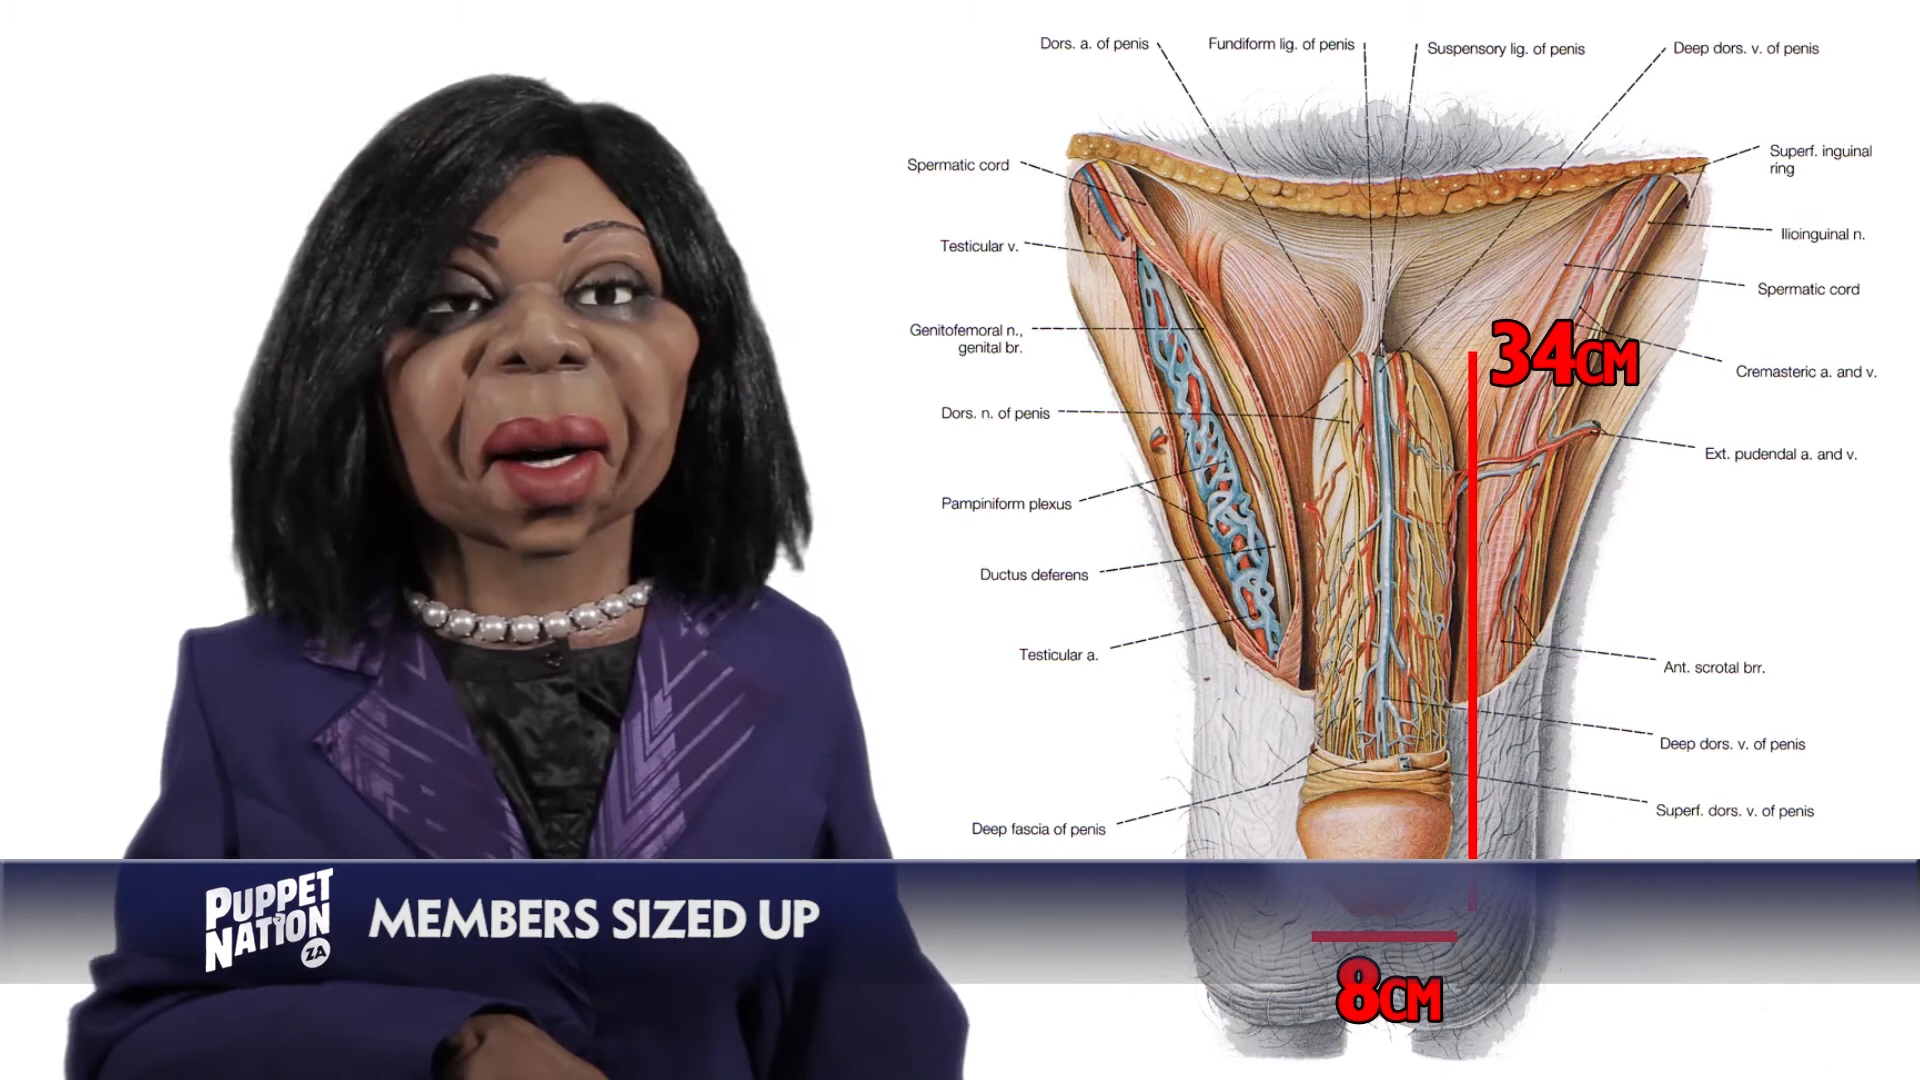 Dors. a. of penis
Fundiform lig. of penis
Suspensory lig. of penis
Deep dors. v. of penis
Spermatic cord
Superf. inguinal
ring
Testicular v.
Ilioinguinal n.
Spermatic cord
Genitofemoral n.,
genital br.
34CM
Cremasteric a. and v.
Dors. n. of penis
Ext. pudendal a. and v.
Pampiniform plexus
Ductus deferens
Testicular a.
Ant. scrotal brr.
Deep dors. v. of penis
Superf. dors. v. of penis
Deep fascia of penis
PUPPET
NATION
ZA
MEMBERS SIZED UP
8CM